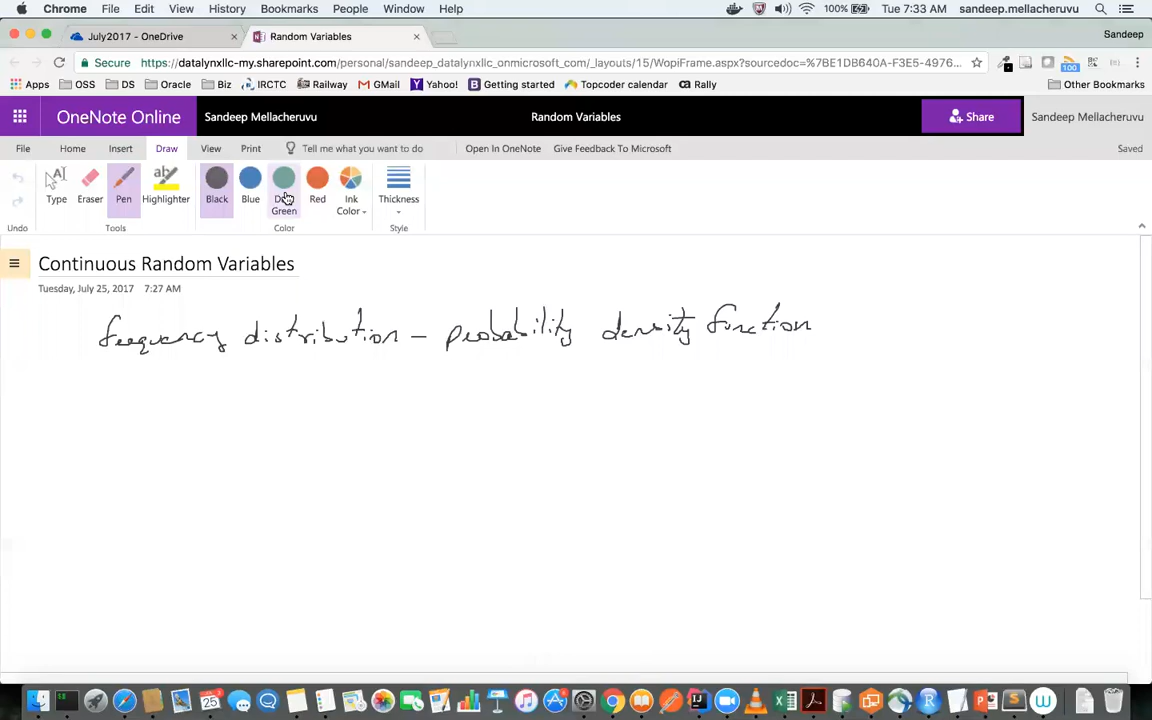 Chrome File Edit View History Bookmarks People Window Help 100% Tue 7:33 AM sandeep.mellacheruvu
July2017 - OneDrive × Random Variables × Sandeep
Secure https://datalynxllc-my.sharepoint.com/personal/sandeep_datalynxllc_onmicrosoft_com/_layouts/15/WopiFrame.aspx?sourcedoc=%7BE1DB640A-F3E5-4976... 100
Apps OSS DS Oracle Biz IRCTC Railway GMail Yahoo! Getting started Topcoder calendar Rally Other Bookmarks
OneNote Online Sandeep Mellacheruvu Random Variables Share Sandeep Mellacheruvu
File Home Insert Draw View Print Tell me what you want to do Open In OneNote Give Feedback To Microsoft Saved
Type Eraser Pen Highlighter Black Blue Green Red Ink Color Thickness
Undo Tools Color Style
Continuous Random Variables
Tuesday, July 25, 2017 7:27 AM
frequency distribution – probability density function